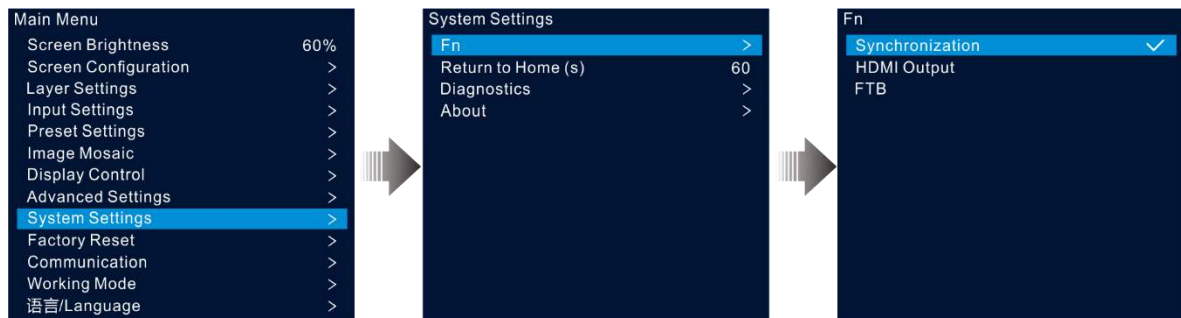 Main Menu
Screen Brightness 60%
Screen Configuration >
Layer Settings >
Input Settings >
Preset Settings >
Image Mosaic >
Display Control >
Advanced Settings >
System Settings >
Factory Reset >
Communication >
Working Mode >
语言/Language >
System Settings
Fn >
Return to Home (s) 60
Diagnostics >
About >
Fn
Synchronization ✓
HDMI Output
FTB